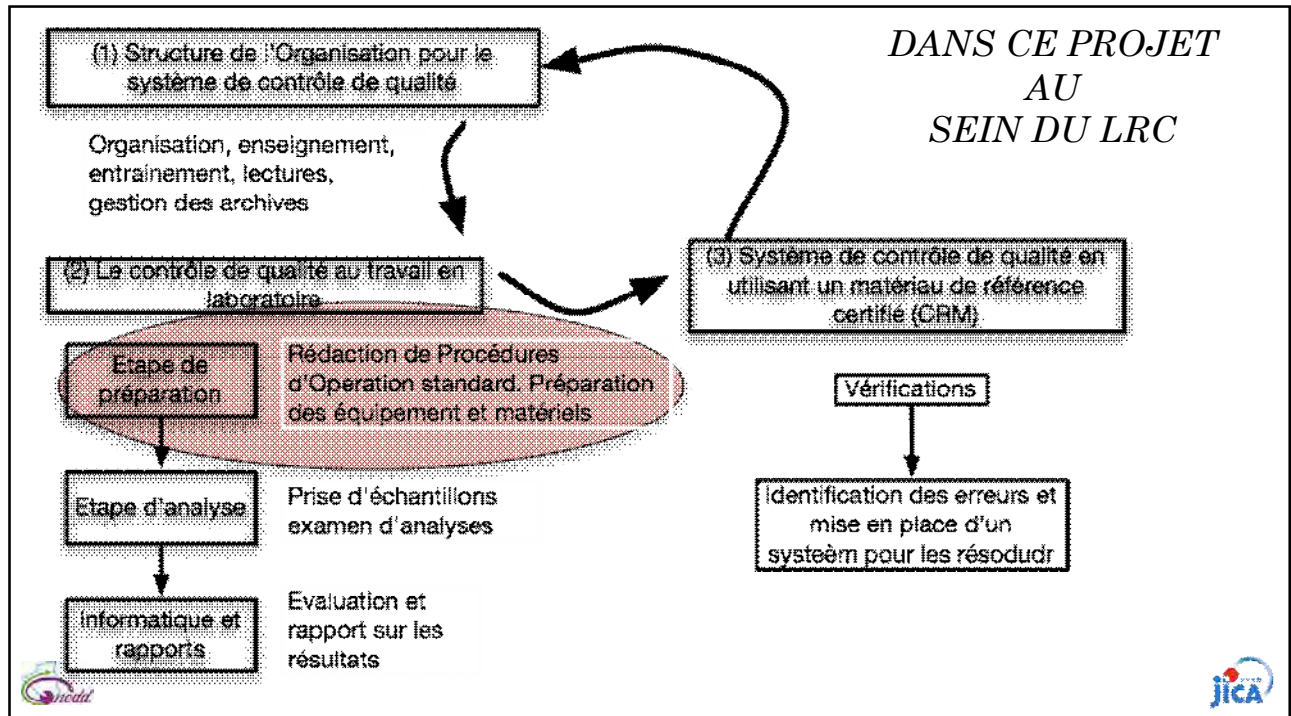 DANS CE PROJET
AU
SEIN DU LRC
(1) Structure de l'Organisation pour le
système de contrôle de qualité
Organisation, enseignement,
entrainement, lectures,
gestion des archives
(2) Le contrôle de qualité au travail en
laboratoire
Etape de
préparation
Rédaction de Procédures
d'Operation standard. Préparation
des équipement et matériels
Etape d'analyse
Prise d'échantillons
examen d'analyses
Informatique et
rapports
Evaluation et
rapport sur les
résultats
(3) Système de contrôle de qualité en
utilisant un matériau de référence
certifié (CRM)
Vérifications
Identification des erreurs et
mise en place d'un
systeèm pour les résodudr
jICA